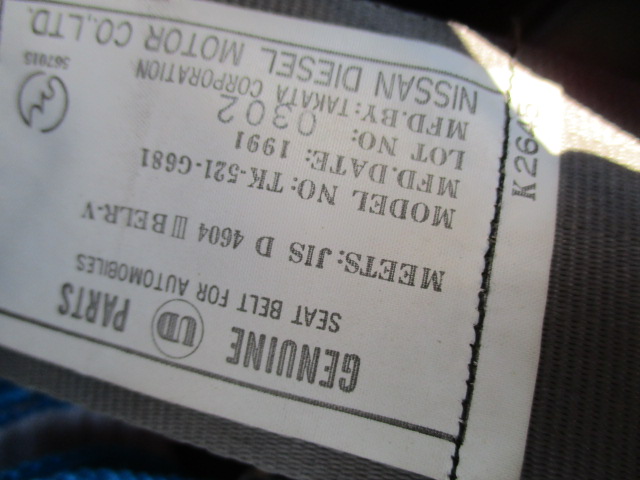 GENUINE UD PARTS
SEAT BELT FOR AUTOMOBILES
MEETS: JIS D 4604 III BELR-V
MODEL NO: TK-521-G681
MFD.DATE: 1991
LOT NO: 0302
MFD.BY: TAKATA CORPORATION
NISSAN DIESEL MOTOR CO.,LTD.
567015